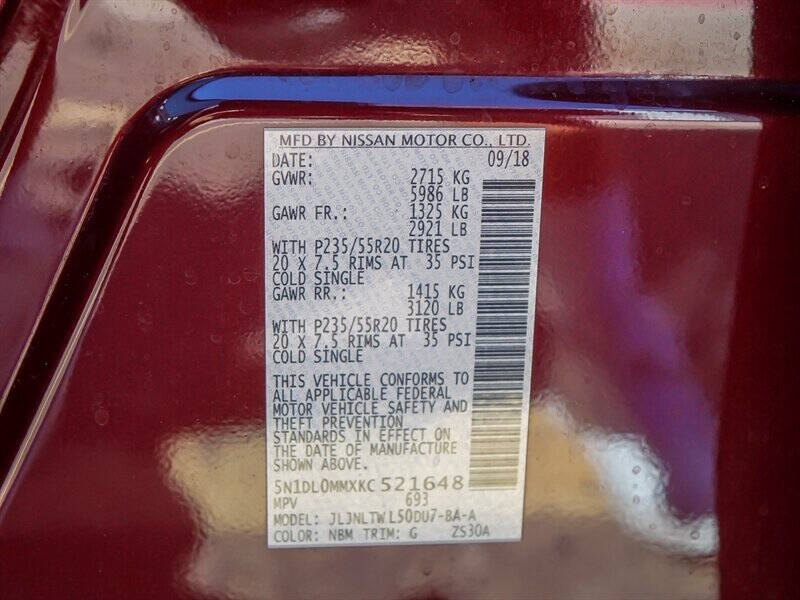 MFD BY NISSAN MOTOR CO., LTD.
DATE: 09/18
GVWR: 2715 KG
5986 LB
GAWR FR.: 1325 KG
2921 LB
WITH P235/55R20 TIRES
20 X 7.5 RIMS AT 35 PSI
COLD SINGLE
GAWR RR.: 1415 KG
3120 LB
WITH P235/55R20 TIRES
20 X 7.5 RIMS AT 35 PSI
COLD SINGLE
THIS VEHICLE CONFORMS TO
ALL APPLICABLE FEDERAL
MOTOR VEHICLE SAFETY AND
THEFT PREVENTION
STANDARDS IN EFFECT ON
THE DATE OF MANUFACTURE
SHOWN ABOVE.
5N1DL0MMXKC 521648
MPV 693
MODEL: JLJNLTWL50DU7-BA-A
COLOR: NBM TRIM: G ZS30A